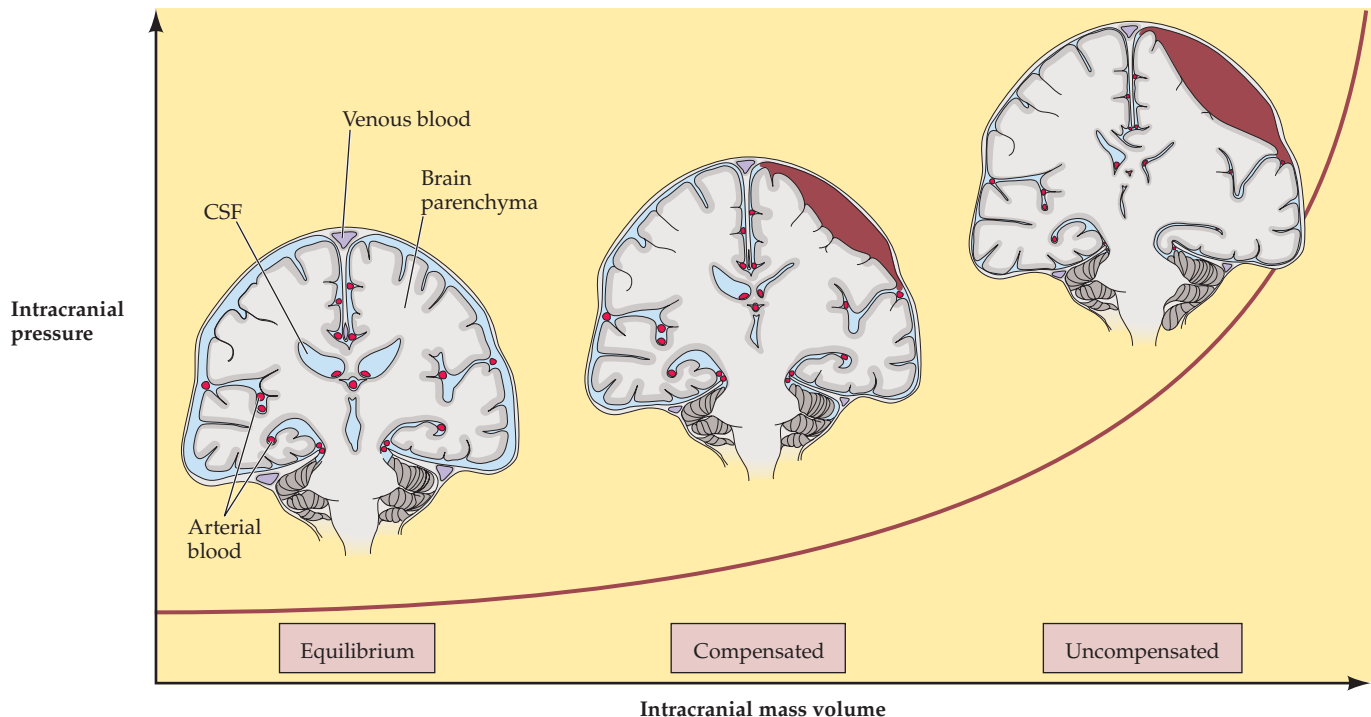 Venous blood
Brain
parenchyma
CSF
Intracranial
pressure
Arterial
blood
Equilibrium
Compensated
Uncompensated
Intracranial mass volume